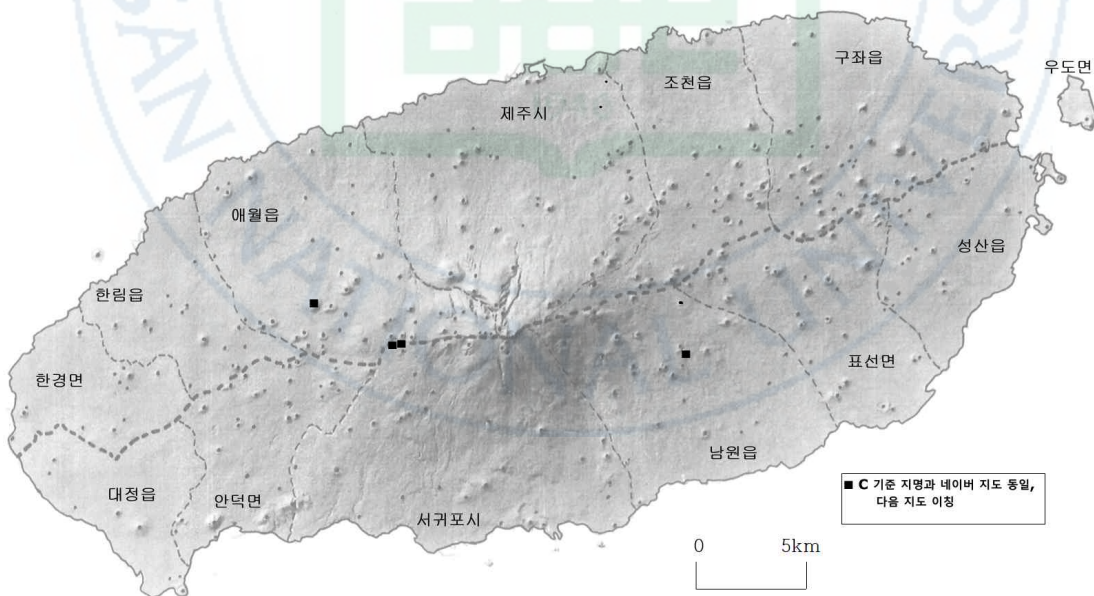 구좌읍
우도면
조천읍
제주시
애월읍
성산읍
한림읍
표선면
한경면
남원읍
대정읍
안덕면
서귀포시
■ C 기준 지명과 네이버 지도 동일,
다음 지도 이칭
0 5km
SAN NATIONAL UNIVERS